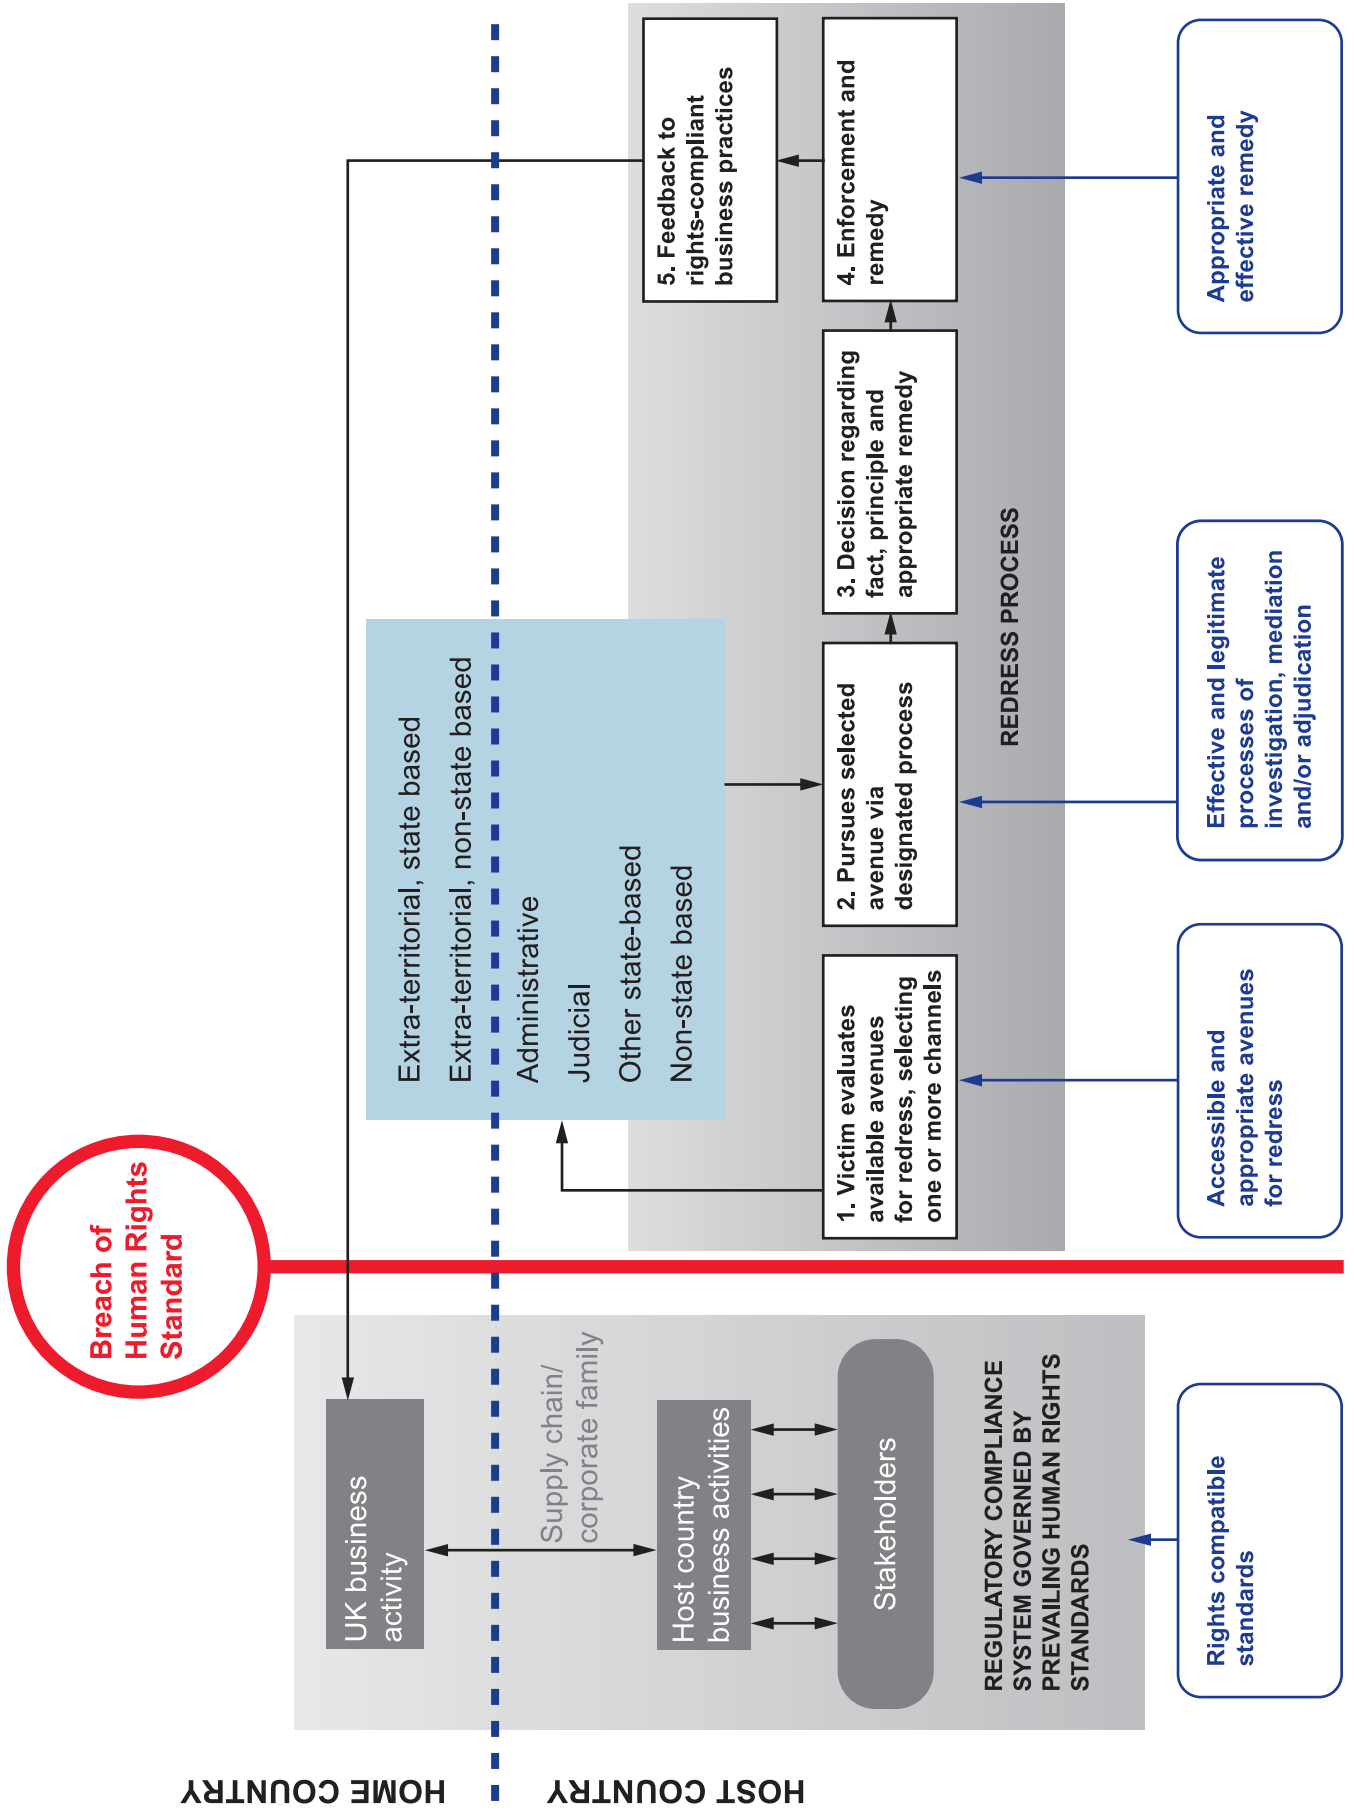 HOME COUNTRY
HOST COUNTRY
Breach of
Human Rights
Standard
UK business
activity
Supply chain/
corporate family
Host country
business activities
Stakeholders
REGULATORY COMPLIANCE
SYSTEM GOVERNED BY
PREVAILING HUMAN RIGHTS
STANDARDS
Rights compatible
standards
Extra-territorial, state based
Extra-territorial, non-state based
Administrative
Judicial
Other state-based
Non-state based
1. Victim evaluates
available avenues
for redress, selecting
one or more channels
2. Pursues selected
avenue via
designated process
3. Decision regarding
fact, principle and
appropriate remedy
4. Enforcement and
remedy
5. Feedback to
rights-compliant
business practices
REDRESS PROCESS
Accessible and
appropriate avenues
for redress
Effective and legitimate
processes of
investigation, mediation
and/or adjudication
Appropriate and
effective remedy